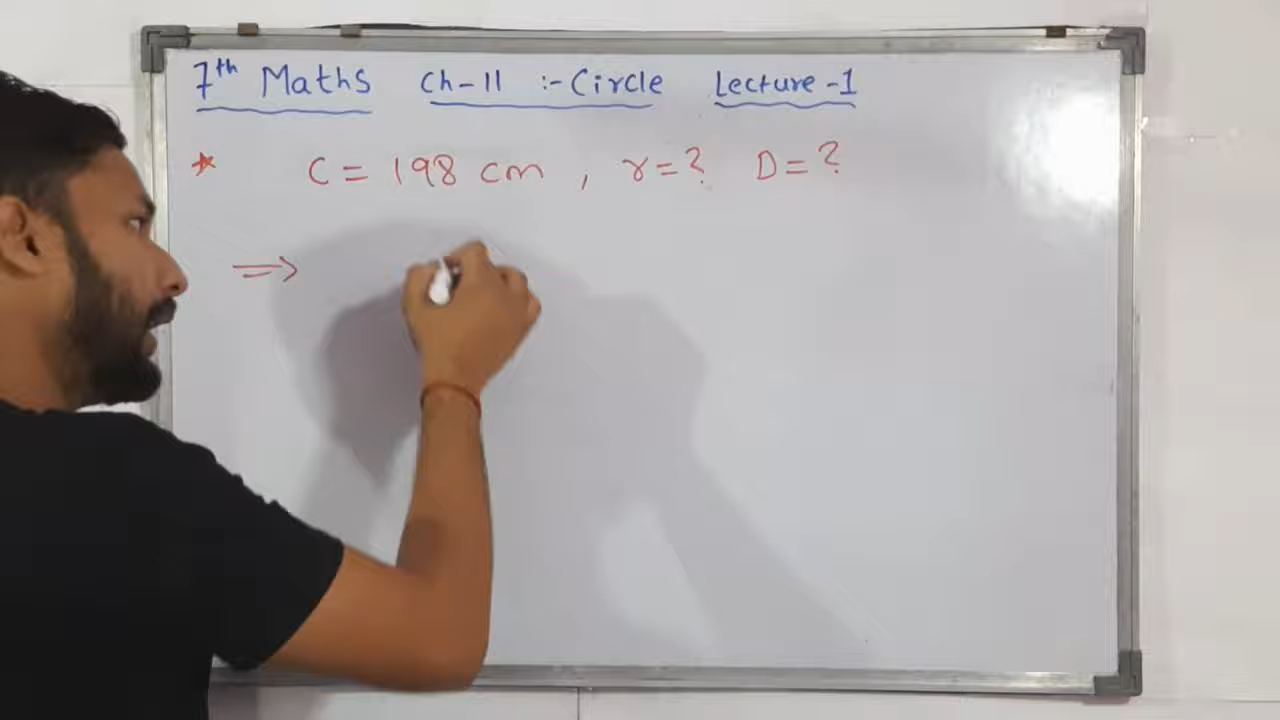 7th Maths Ch-11 :- Circle Lecture-1
★ C = 198 cm , r = ? D = ?
⇒